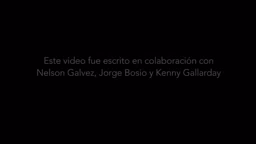 Este video fue escrito en colaboración con
Nelson Galvez, Jorge Bosio y Kenny Gallarday